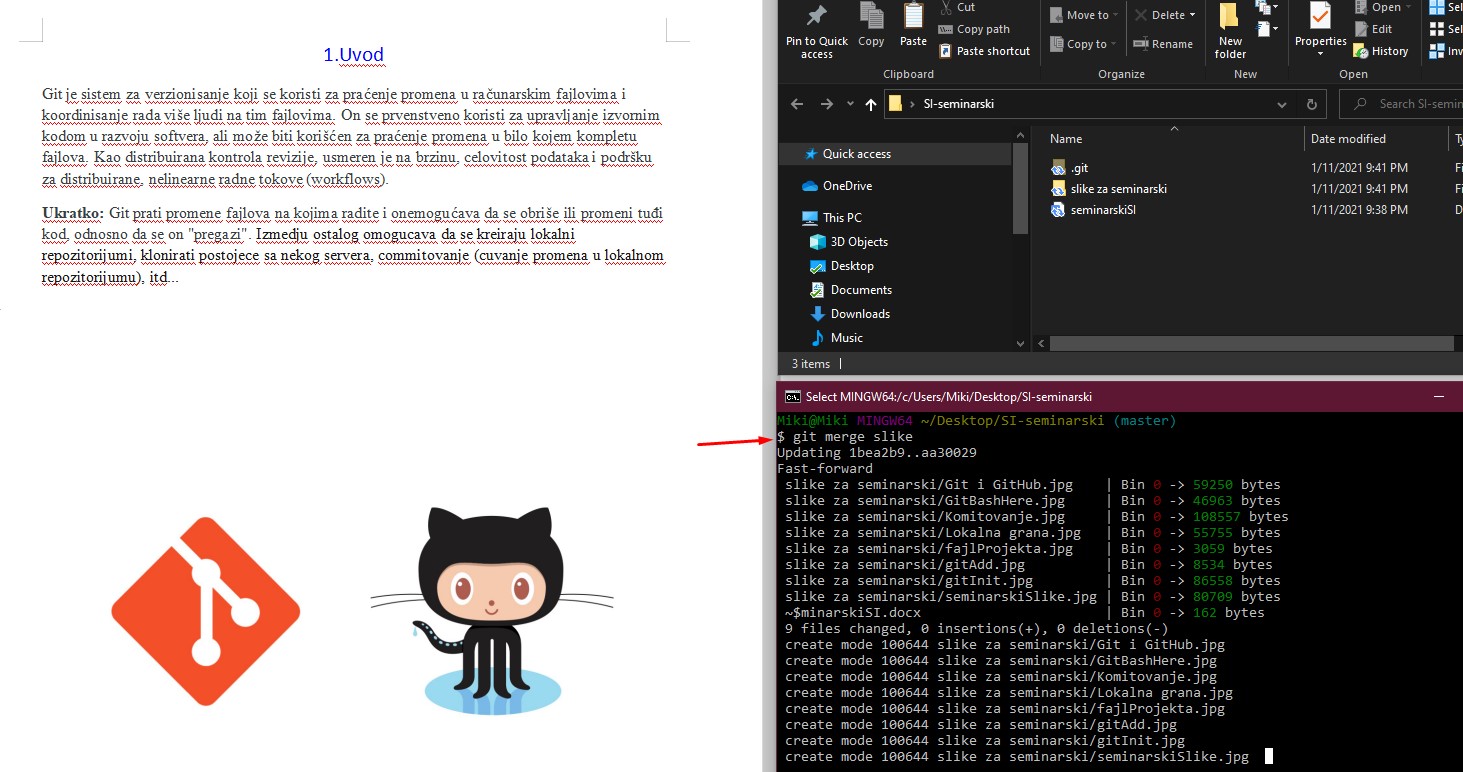 1.Uvod
Git je sistem za verzionisanje koji se koristi za praćenje promena u računarskim fajlovima i
koordinisanje rada više ljudi na tim fajlovima. On se prvenstveno koristi za upravljanje izvornim
kodom u razvoju softvera, ali može biti korišćen za praćenje promena u bilo kojem kompletu
fajlova. Kao distribuirana kontrola revizije, usmeren je na brzinu, celovitost podataka i podršku
za distribuirane, nelinearne radne tokove (workflows).
Ukratko: Git prati promene fajlova na kojima radite i onemogućava da se obriše ili promeni tuđi
kod, odnosno da se on "pregazi". Izmedju ostalog omogucava da se kreiraju lokalni
repozitorijumi, klonirati postojece sa nekog servera, commitovanje (cuvanje promena u lokalnom
repozitorijumu), itd...
Pin to Quick
access
Copy
Paste
Cut
Copy path
Paste shortcut
Clipboard
Move to
Copy to
Delete
Rename
Organize
New
folder
New
Properties
Open
Edit
History
Open
SI-seminarski
Search SI-semin
Quick access
OneDrive
This PC
3D Objects
Desktop
Documents
Downloads
Music
Name Date modified
.git 1/11/2021 9:41 PM
slike za seminarski 1/11/2021 9:41 PM
seminarskiSI 1/11/2021 9:38 PM
3 items
Select MINGW64:/c/Users/Miki/Desktop/SI-seminarski
Miki@Miki MINGW64 ~/Desktop/SI-seminarski (master)
$ git merge slike
Updating 1bea2b9..aa30029
Fast-forward
slike za seminarski/Git i GitHub.jpg | Bin 0 -> 59250 bytes
slike za seminarski/GitBashHere.jpg | Bin 0 -> 46963 bytes
slike za seminarski/Komitovanje.jpg | Bin 0 -> 108557 bytes
slike za seminarski/Lokalna grana.jpg | Bin 0 -> 55755 bytes
slike za seminarski/fajlProjekta.jpg | Bin 0 -> 3059 bytes
slike za seminarski/gitAdd.jpg | Bin 0 -> 8534 bytes
slike za seminarski/gitInit.jpg | Bin 0 -> 86558 bytes
slike za seminarski/seminarskiSlike.jpg | Bin 0 -> 80709 bytes
~$minarskiSI.docx | Bin 0 -> 162 bytes
9 files changed, 0 insertions(+), 0 deletions(-)
create mode 100644 slike za seminarski/Git i GitHub.jpg
create mode 100644 slike za seminarski/GitBashHere.jpg
create mode 100644 slike za seminarski/Komitovanje.jpg
create mode 100644 slike za seminarski/Lokalna grana.jpg
create mode 100644 slike za seminarski/fajlProjekta.jpg
create mode 100644 slike za seminarski/gitAdd.jpg
create mode 100644 slike za seminarski/gitInit.jpg
create mode 100644 slike za seminarski/seminarskiSlike.jpg